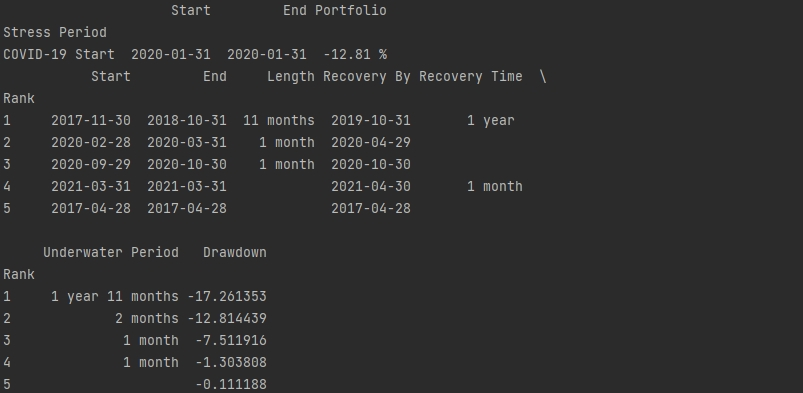 Start End Portfolio
Stress Period
COVID-19 Start 2020-01-31 2020-01-31 -12.81 %
Start End Length Recovery By Recovery Time \
Rank
1 2017-11-30 2018-10-31 11 months 2019-10-31 1 year
2 2020-02-28 2020-03-31 1 month 2020-04-29
3 2020-09-29 2020-10-30 1 month 2020-10-30
4 2021-03-31 2021-03-31 2021-04-30 1 month
5 2017-04-28 2017-04-28 2017-04-28
Underwater Period Drawdown
Rank
1 1 year 11 months -17.261353
2 2 months -12.814439
3 1 month -7.511916
4 1 month -1.303808
5 -0.111188